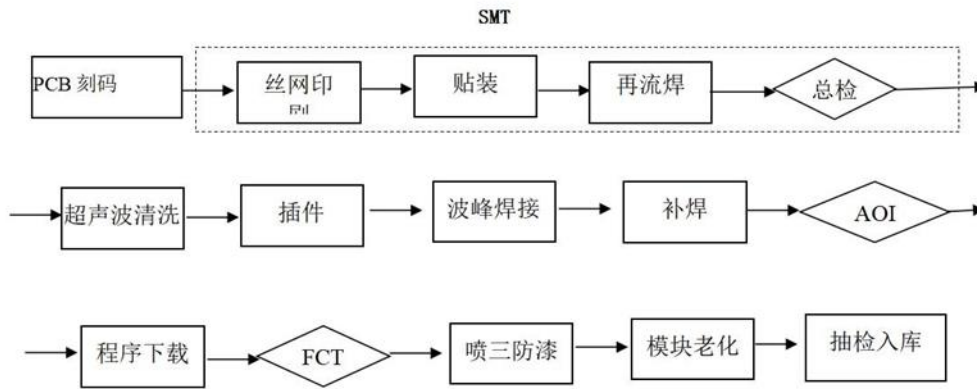 SMT
PCB 刻码
丝网印
贴装
再流焊
总检
超声波清洗
插件
波峰焊接
补焊
AOI
程序下载
FCT
喷三防漆
模块老化
抽检入库